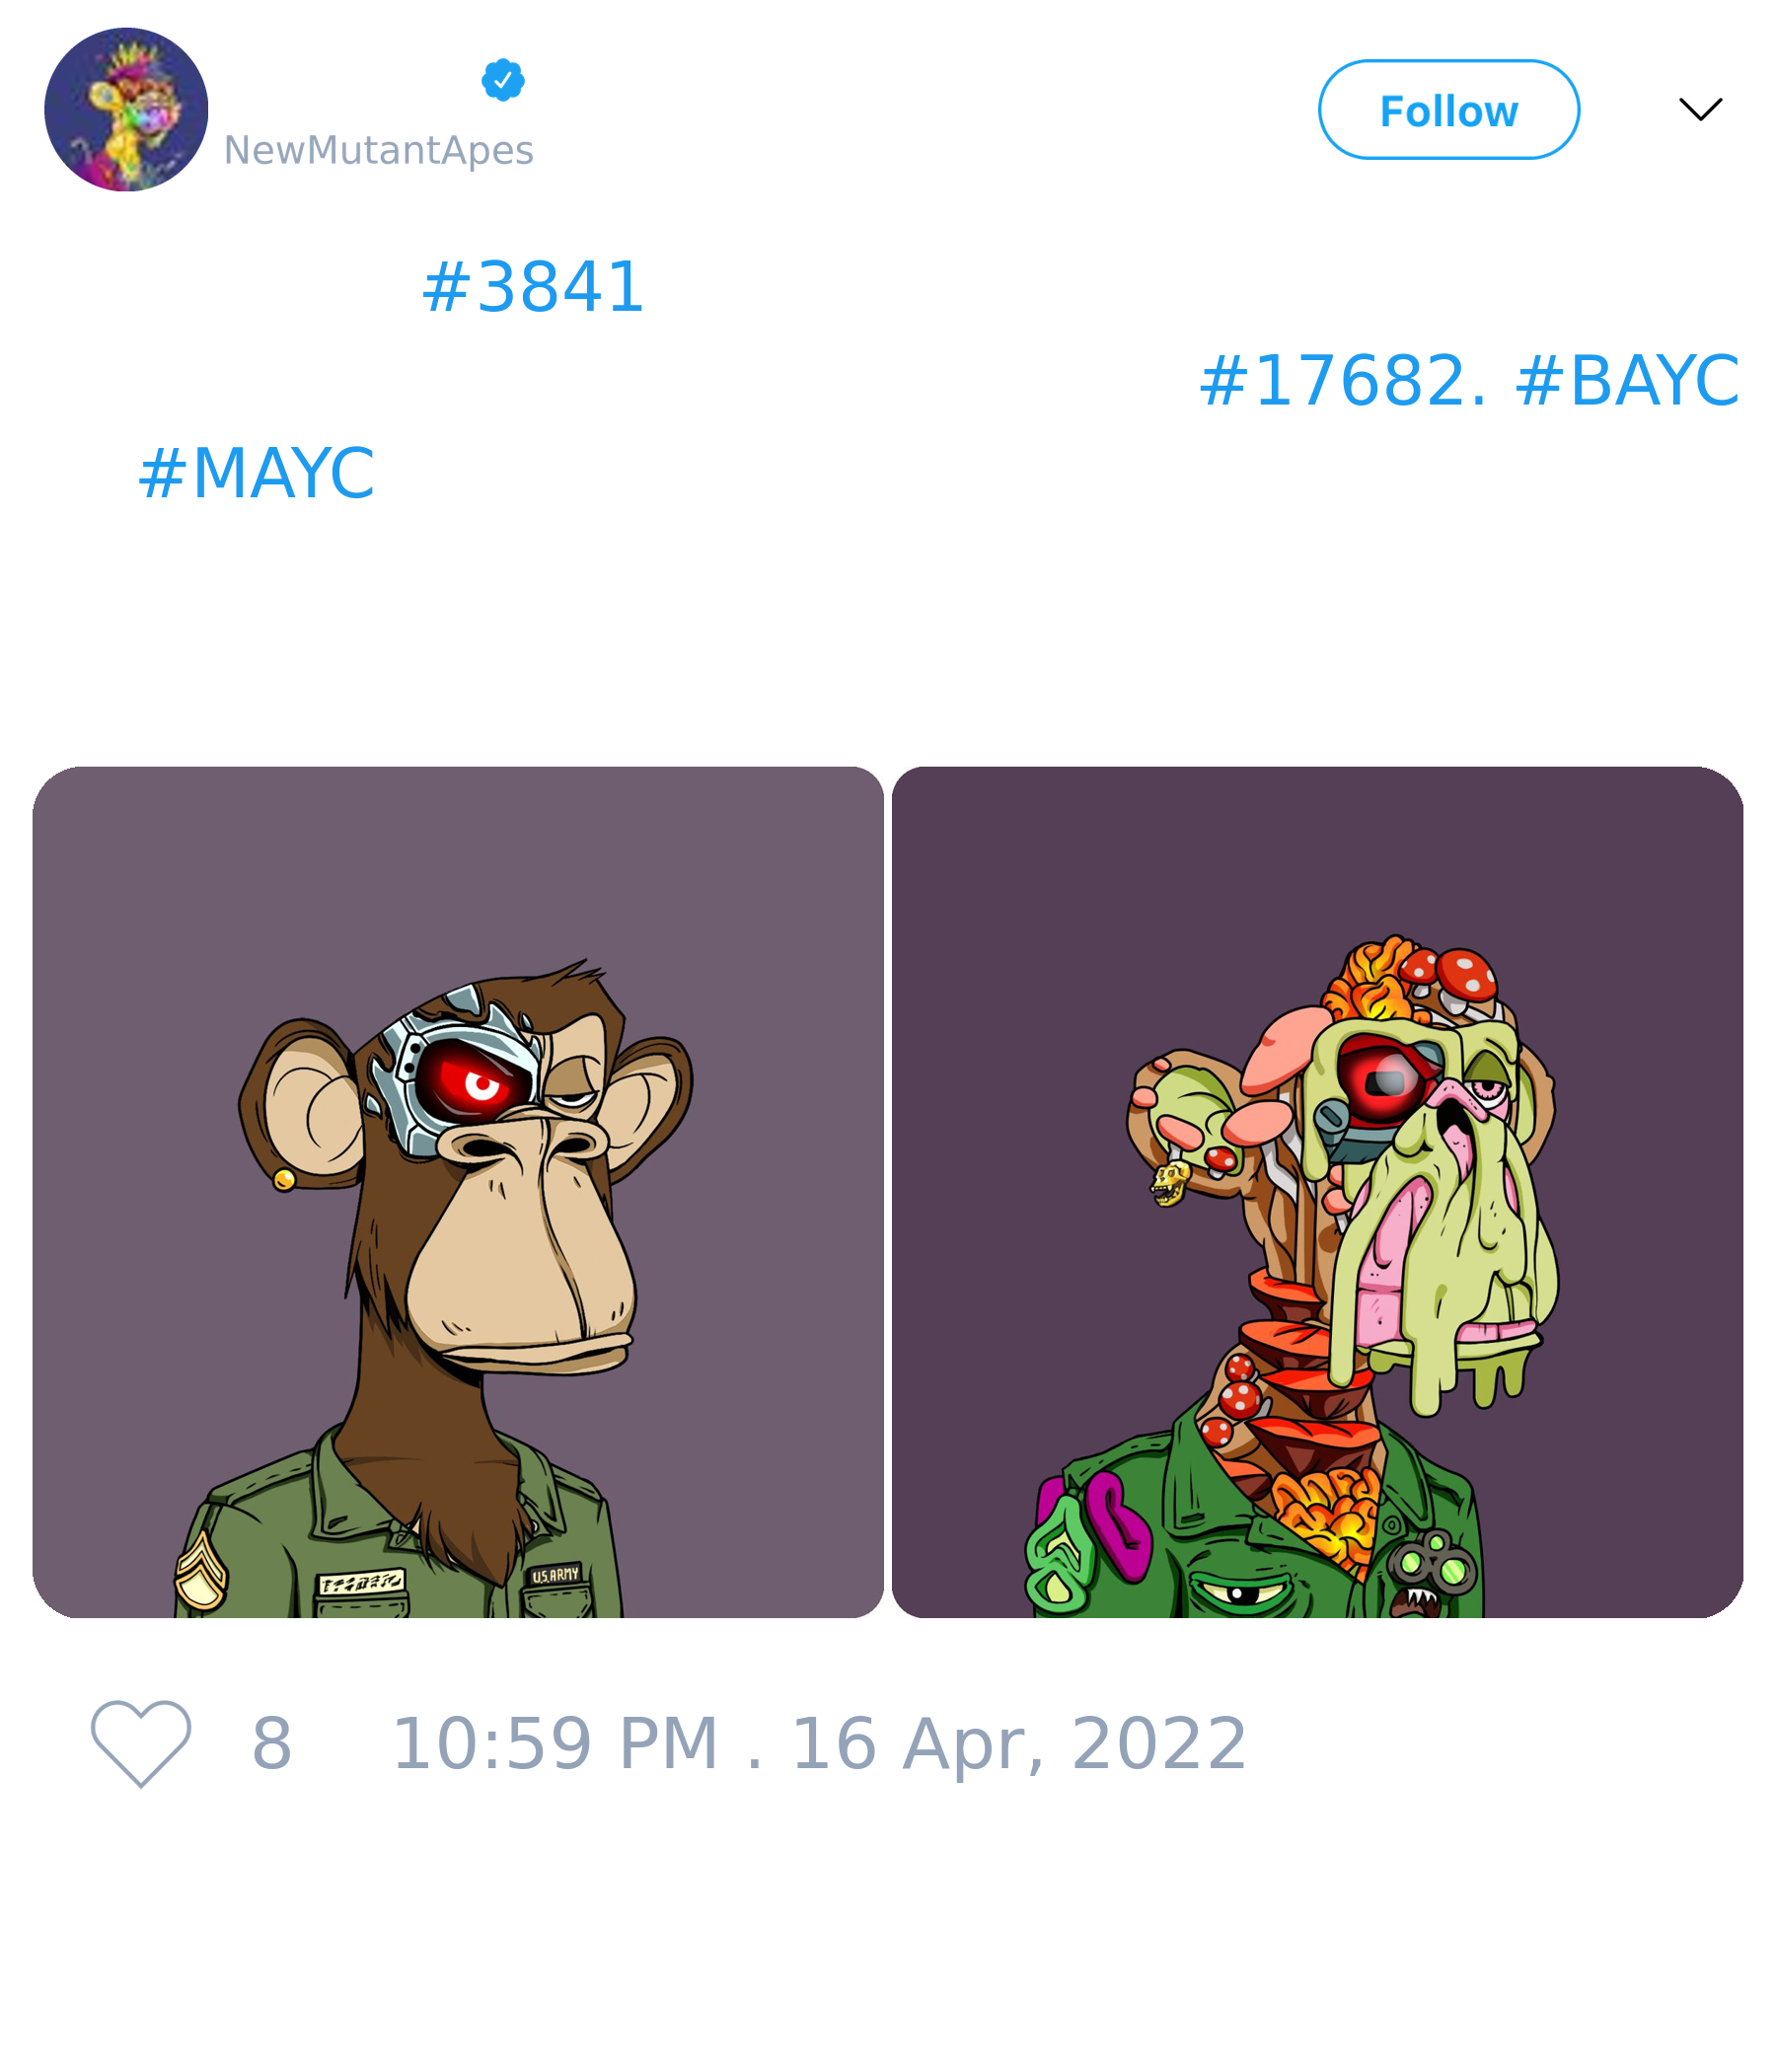 NewMutantApes
Follow
#3841
#17682. #BAYC
#MAYC
U.S.ARMY
8 10:59 PM . 16 Apr, 2022